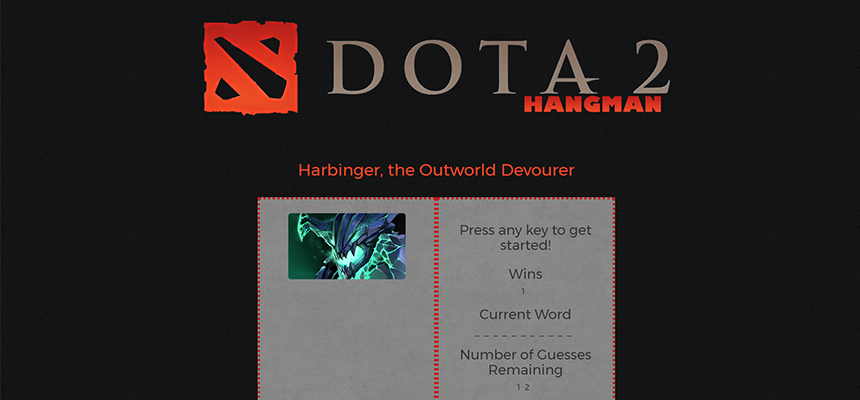 DOTA 2
HANGMAN
Harbinger, the Outworld Devourer
Press any key to get
started!
Wins
1
Current Word
_ _ _ _ _ _ _ _ _ _ _
Number of Guesses
Remaining
12